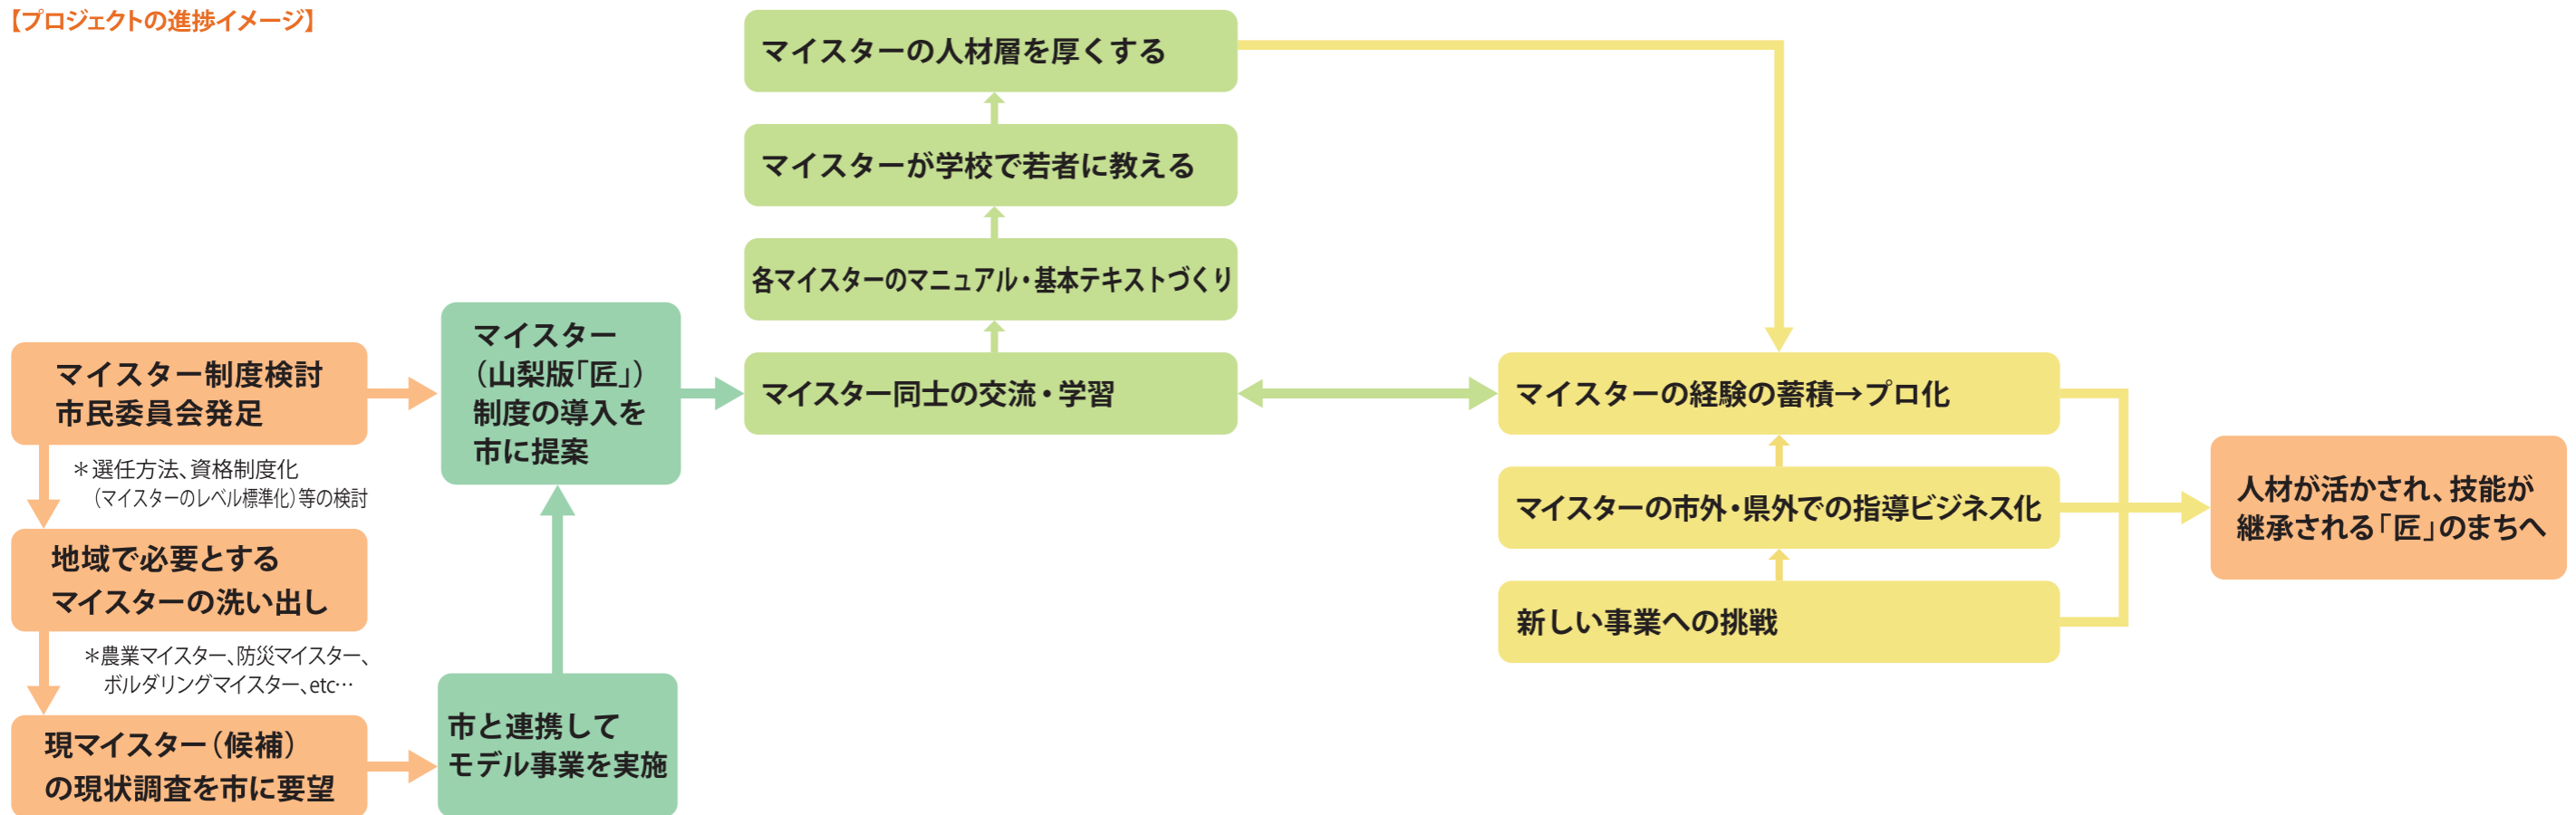 【プロジェクトの進捗イメージ】
マイスター制度検討
市民委員会発足
＊選任方法、資格制度化
（マイスターのレベル標準化）等の検討
地域で必要とする
マイスターの洗い出し
＊農業マイスター、防災マイスター、
ボルダリングマイスター、etc…
現マイスター（候補）
の現状調査を市に要望
市と連携して
モデル事業を実施
マイスター
（山梨版「匠」）
制度の導入を
市に提案
マイスターの人材層を厚くする
マイスターが学校で若者に教える
各マイスターのマニュアル・基本テキストづくり
マイスター同士の交流・学習
マイスターの経験の蓄積→プロ化
マイスターの市外・県外での指導ビジネス化
新しい事業への挑戦
人材が活かされ、技能が
継承される「匠」のまちへ